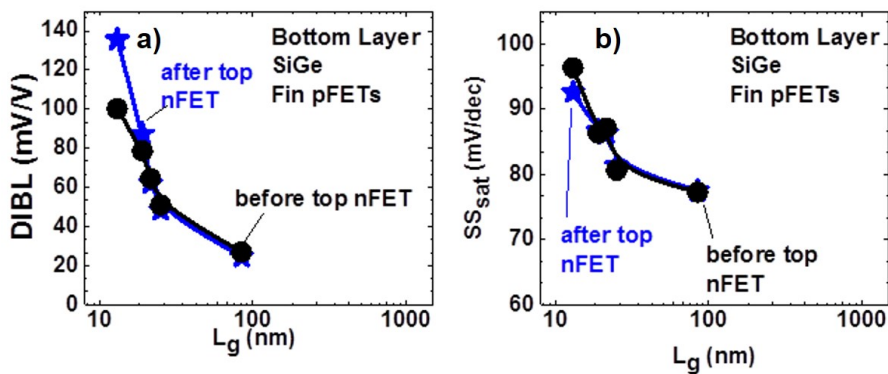 a)
Bottom Layer
SiGe
Fin pFETs
after top
nFET
before top nFET
DIBL (mV/V)
140
120
100
80
60
40
20
0
10
100
1000
Lg (nm)
b)
Bottom Layer
SiGe
Fin pFETs
after top
nFET
before top
nFET
SSsat (mV/dec)
100
90
80
70
60
10
100
1000
Lg (nm)